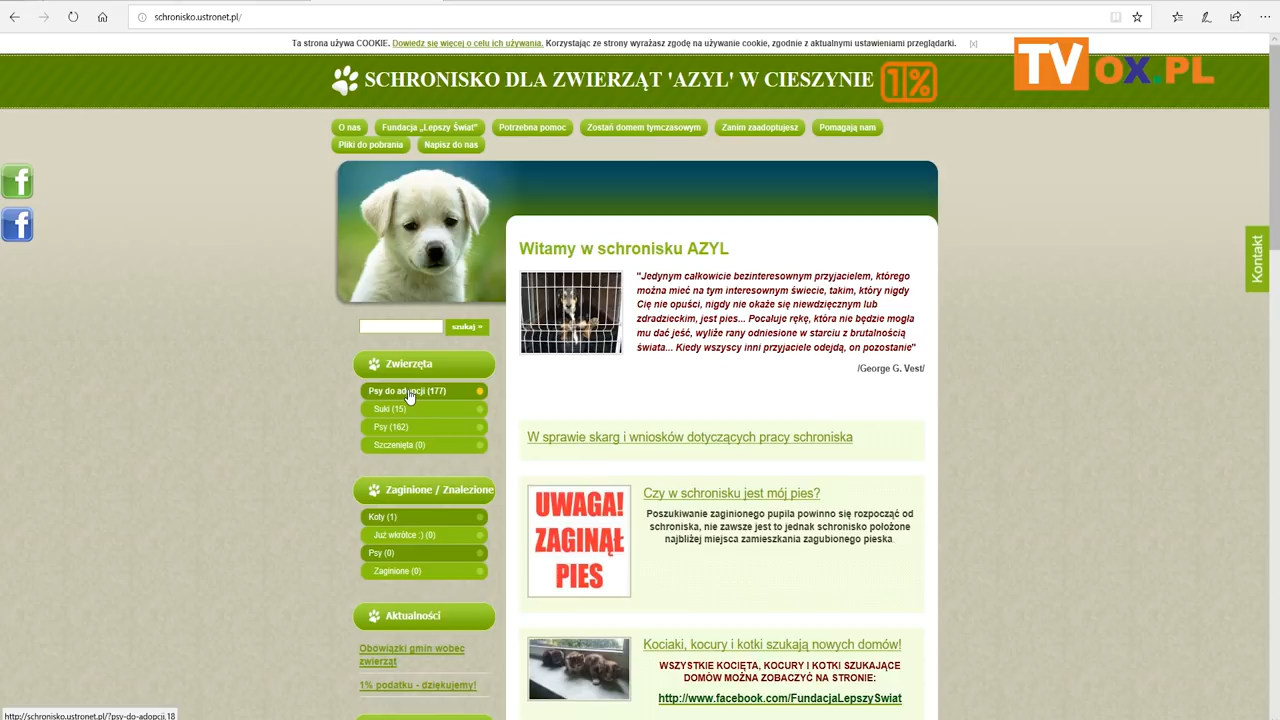 schronisko.ustronet.pl/
Ta strona używa COOKIE. Dowiedz się więcej o celu ich używania. Korzystając ze strony wyrażasz zgodę na używanie cookie, zgodnie z aktualnymi ustawieniami przeglądarki. [x]
TVOX.PL
SCHRONISKO DLA ZWIERZĄT 'AZYL' W CIESZYNIE 1%
O nas Fundacja „Lepszy Świat" Potrzebna pomoc Zostań domem tymczasowym Zanim zaadoptujesz Pomagają nam
Pliki do pobrania Napisz do nas
Kontakt
Witamy w schronisku AZYL
"Jedynym całkowicie bezinteresownym przyjacielem, którego
można mieć na tym interesownym świecie, takim, który nigdy
Cię nie opuści, nigdy nie okaże się niewdzięcznym lub
zdradzieckim, jest pies... Pocałuje rękę, która nie będzie mogła
mu dać jeść, wyliże rany odniesione w starciu z brutalnością
świata... Kiedy wszyscy inni przyjaciele odejdą, on pozostanie"
/George G. Vest/
szukaj »
Zwierzęta
Psy do adopcji (177)
Suki (15)
Psy (162)
Szczenięta (0)
Zaginione / Znalezione
Koty (1)
Już wkrótce :) (0)
Psy (0)
Zaginione (0)
Aktualności
Obowiązki gmin wobec
zwierząt
1% podatku - dziękujemy!
W sprawie skarg i wniosków dotyczących pracy schroniska
UWAGA!
ZAGINĄŁ
PIES
Czy w schronisku jest mój pies?
Poszukiwanie zaginionego pupila powinno się rozpocząć od
schroniska, nie zawsze jest to jednak schronisko położone
najbliżej miejsca zamieszkania zagubionego pieska.
Kociaki, kocury i kotki szukają nowych domów!
WSZYSTKIE KOCIĘTA, KOCURY I KOTKI SZUKAJĄCE
DOMÓW MOŻNA ZOBACZYĆ NA STRONIE:
http://www.facebook.com/FundacjaLepszySwiat
http://schronisko.ustronet.pl/?psy-do-adopcji,18